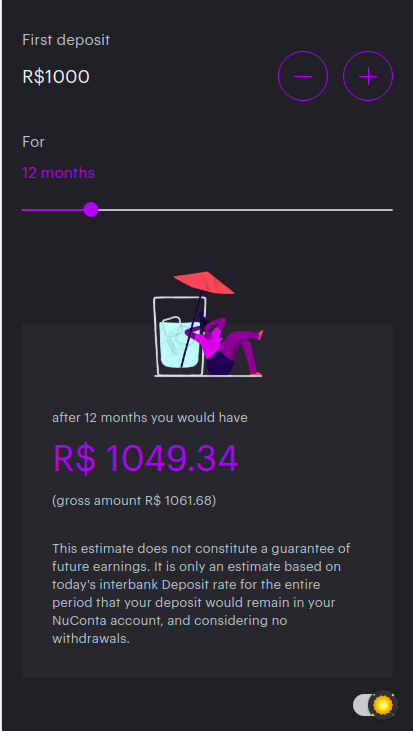 First deposit
R$1000
For
12 months
after 12 months you would have
R$ 1049.34
(gross amount R$ 1061.68)
This estimate does not constitute a guarantee of
future earnings. It is only an estimate based on
today's interbank Deposit rate for the entire
period that your deposit would remain in your
NuConta account, and considering no
withdrawals.